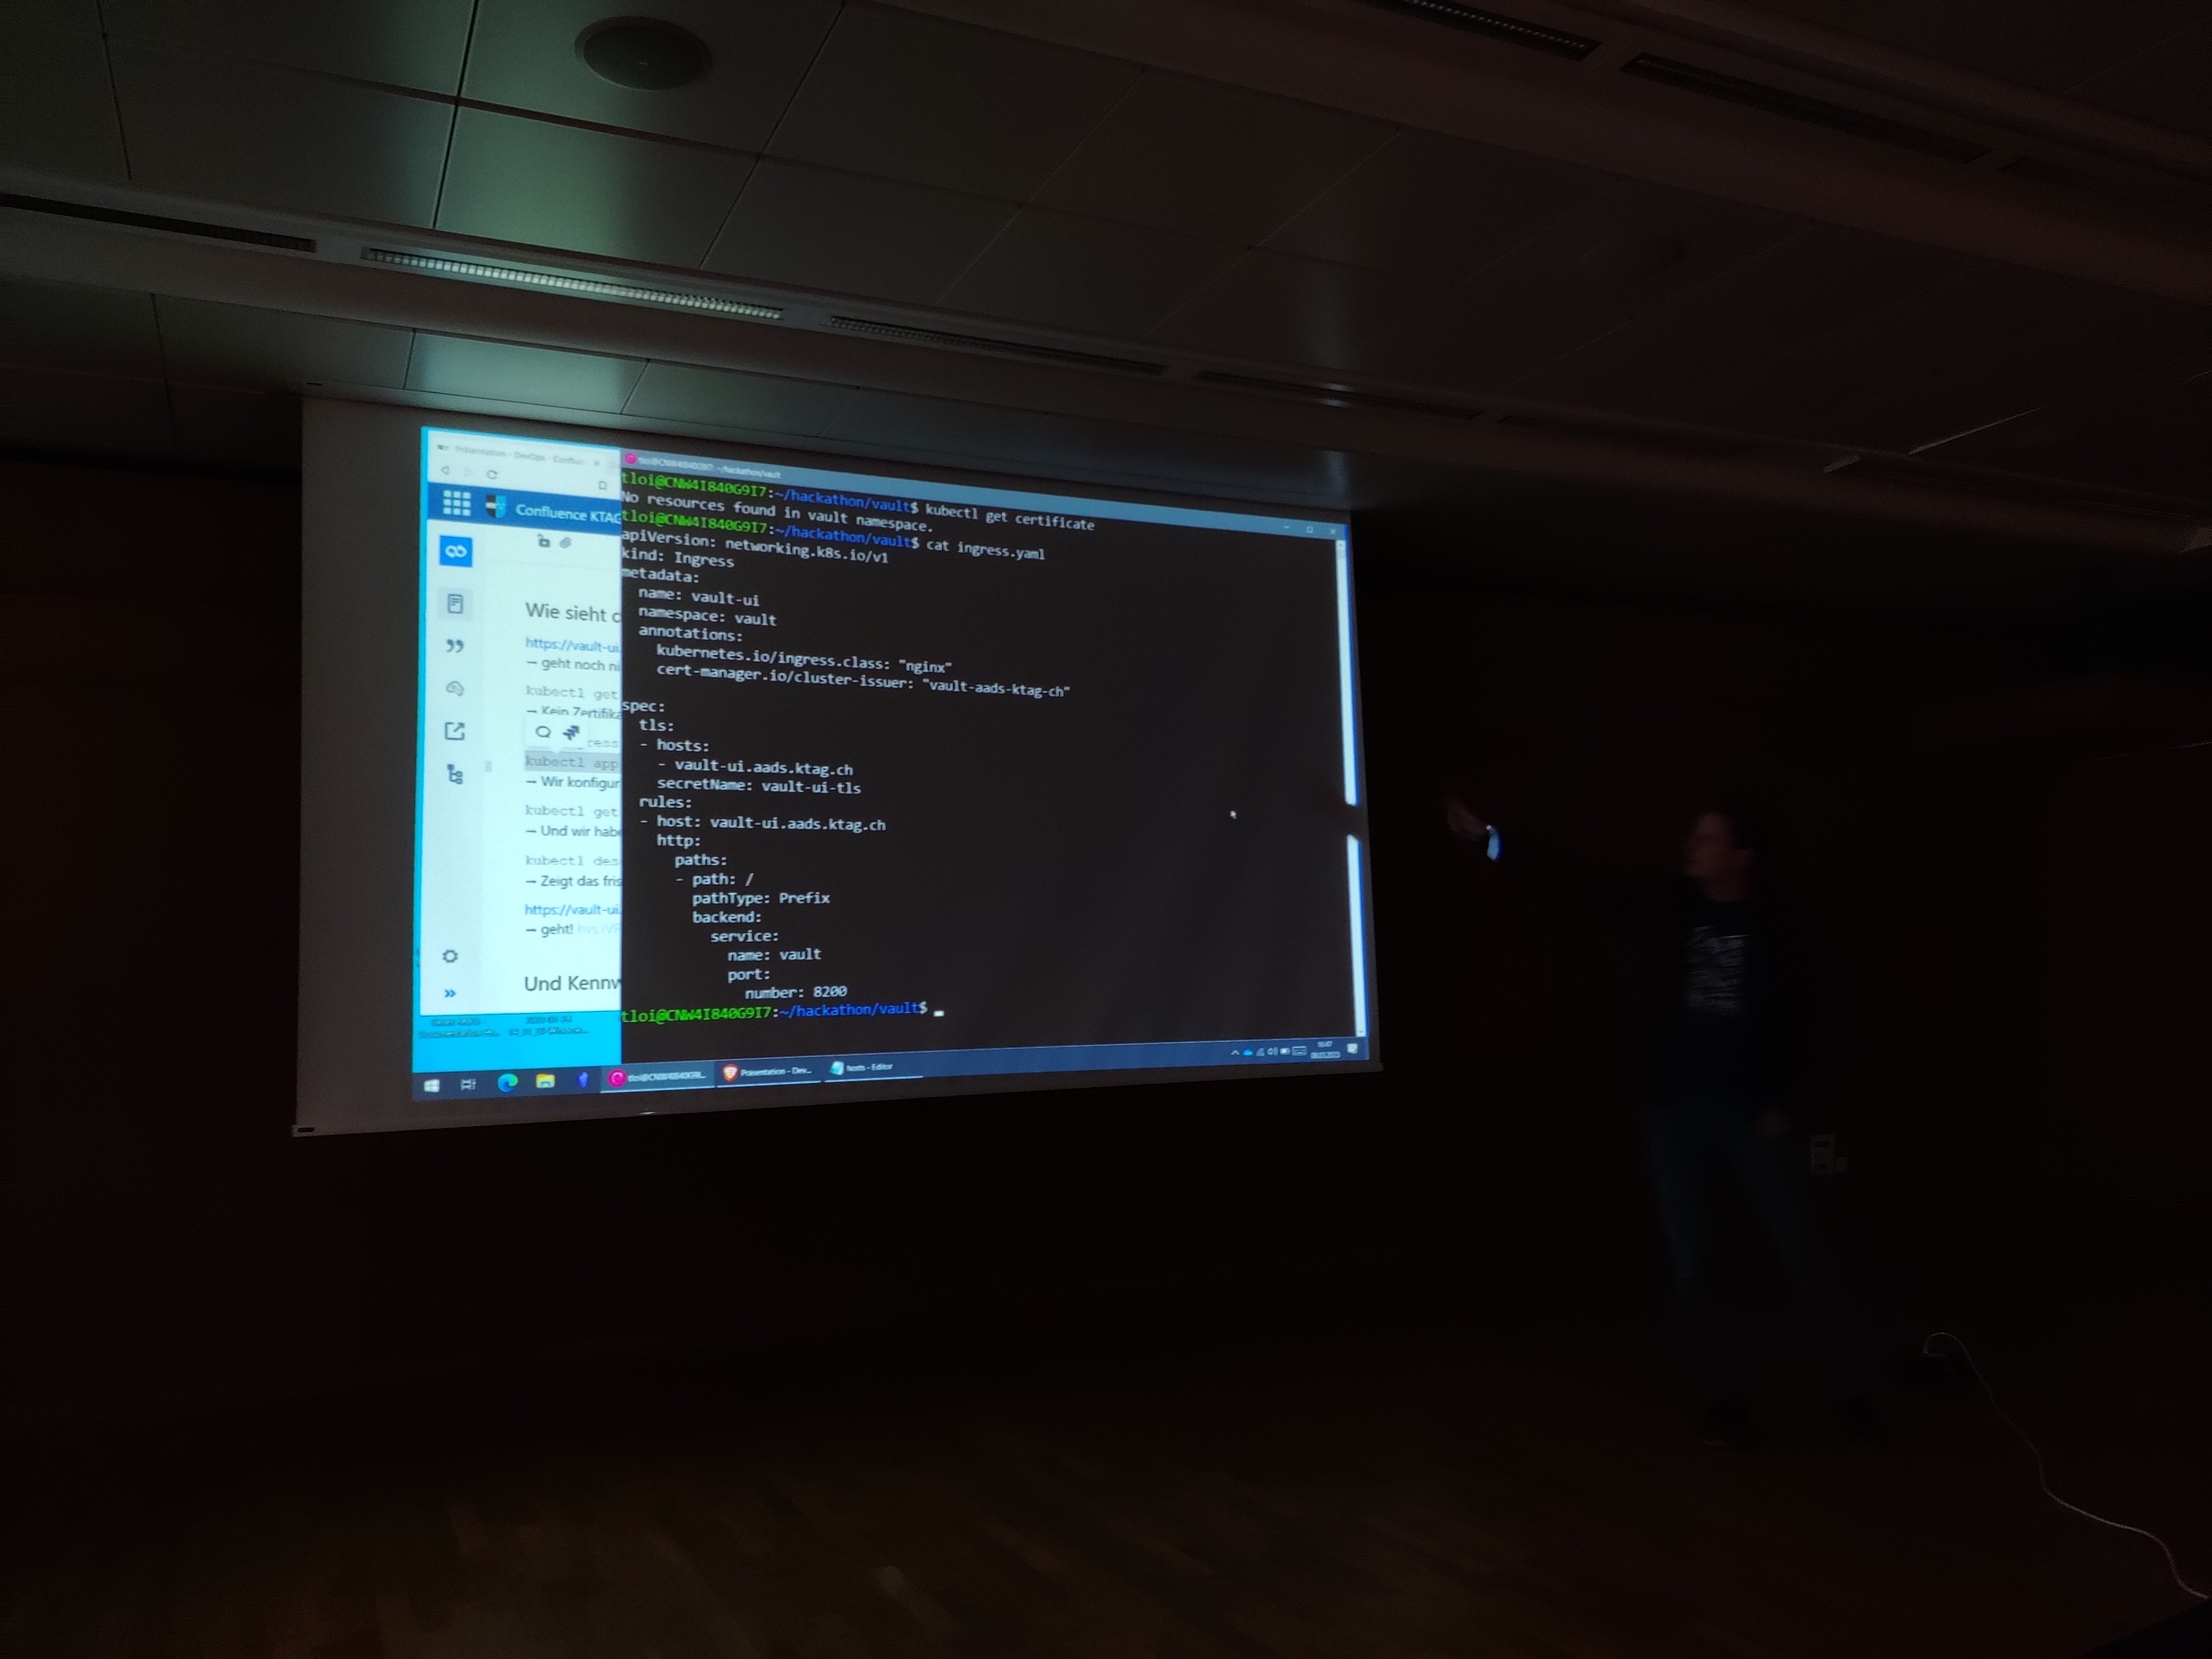 Präsentation - DevOps - Conflue
Confluence KTAG
Wie sieht d
https://vault-ui.
→ geht noch ni
kubectl get
→ Kein Zertifika
ress
kubectl app
→ Wir konfigur
kubectl get
→ Und wir habe
kubectl des
→ Zeigt das fris
https://vault-ui.
→ geht!
Und Kennw
tloi@CNW4I840G9I7: ~/hackathon/vault
tloi@CNW4I840G9I7:~/hackathon/vault$ kubectl get certificate
No resources found in vault namespace.
tloi@CNW4I840G9I7:~/hackathon/vault$ cat ingress.yaml
apiVersion: networking.k8s.io/v1
kind: Ingress
metadata:
  name: vault-ui
  namespace: vault
  annotations:
    kubernetes.io/ingress.class: "nginx"
    cert-manager.io/cluster-issuer: "vault-aads-ktag-ch"
spec:
  tls:
  - hosts:
    - vault-ui.aads.ktag.ch
    secretName: vault-ui-tls
  rules:
  - host: vault-ui.aads.ktag.ch
    http:
      paths:
      - path: /
        pathType: Prefix
        backend:
          service:
            name: vault
            port:
              number: 8200
tloi@CNW4I840G9I7:~/hackathon/vault$
tloi@CNW4I840G9I...
Präsentation - Dev...
hosts - Editor
16:47